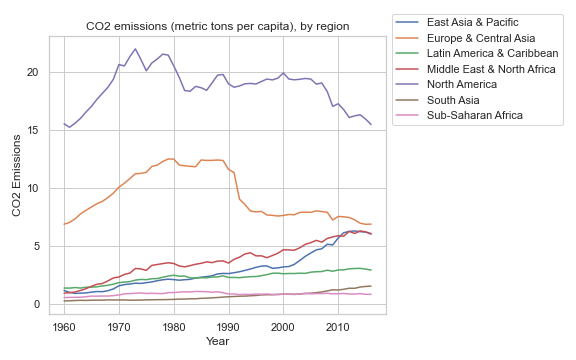 CO2 emissions (metric tons per capita), by region
East Asia & Pacific
Europe & Central Asia
Latin America & Caribbean
Middle East & North Africa
North America
South Asia
Sub-Saharan Africa
CO2 Emissions
20
15
10
5
0
1960 1970 1980 1990 2000 2010
Year